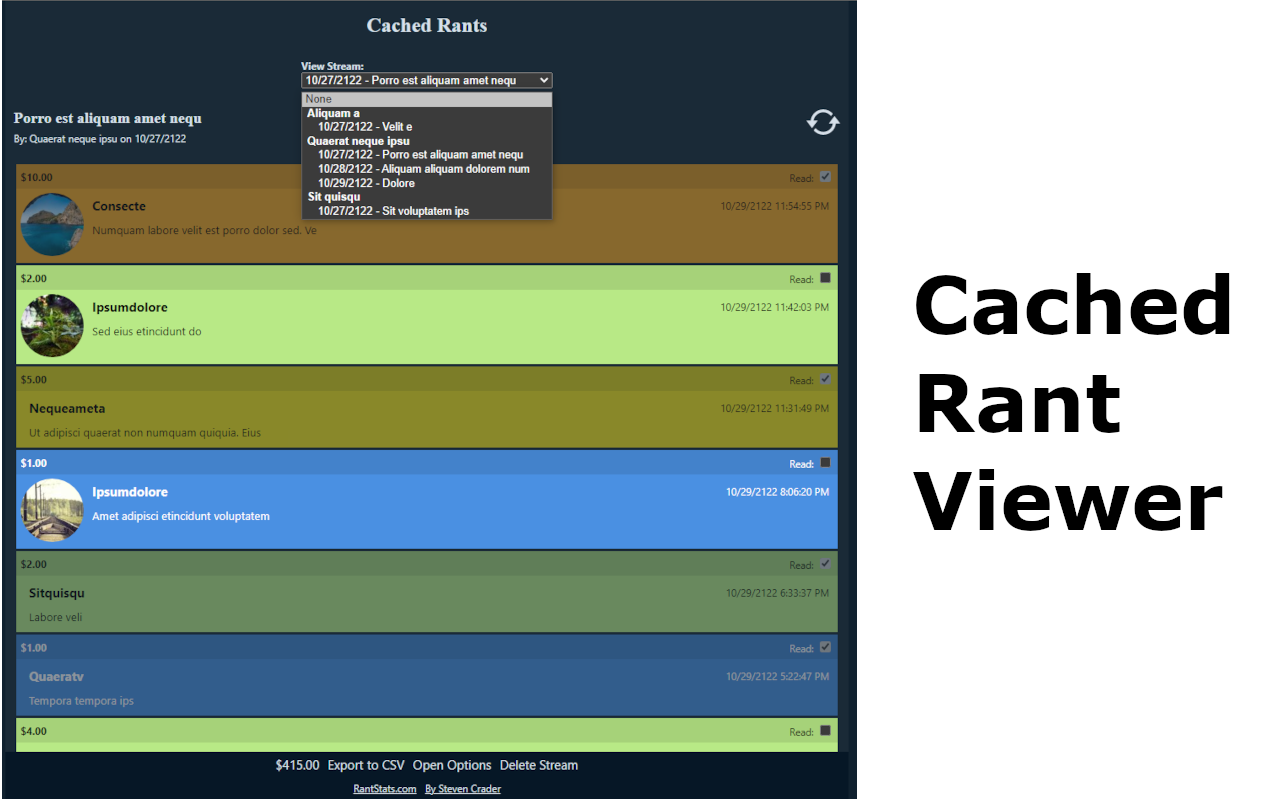 Cached Rants
View Stream:
10/27/2122 - Porro est aliquam amet nequ
None
Aliquam a
10/27/2122 - Velit e
Quaerat neque ipsu
10/27/2122 - Porro est aliquam amet nequ
10/28/2122 - Aliquam aliquam dolorem num
10/29/2122 - Dolore
Sit quisqu
10/27/2122 - Sit voluptatem ips
Porro est aliquam amet nequ
By: Quaerat neque ipsu on 10/27/2122
$10.00 Read:
Consecte 10/29/2122 11:54:55 PM
Numquam labore velit est porro dolor sed. Ve
$2.00 Read:
Ipsumdolore 10/29/2122 11:42:03 PM
Sed eius etincidunt do
$5.00 Read:
Nequeameta 10/29/2122 11:31:49 PM
Ut adipisci quaerat non numquam quiquia. Eius
$1.00 Read:
Ipsumdolore 10/29/2122 8:06:20 PM
Amet adipisci etincidunt voluptatem
$2.00 Read:
Sitquisqu 10/29/2122 6:33:37 PM
Labore veli
$1.00 Read:
Quaeratv 10/29/2122 5:22:47 PM
Tempora tempora ips
$4.00 Read:
$415.00 Export to CSV Open Options Delete Stream
RantStats.com By Steven Crader
Cached
Rant
Viewer